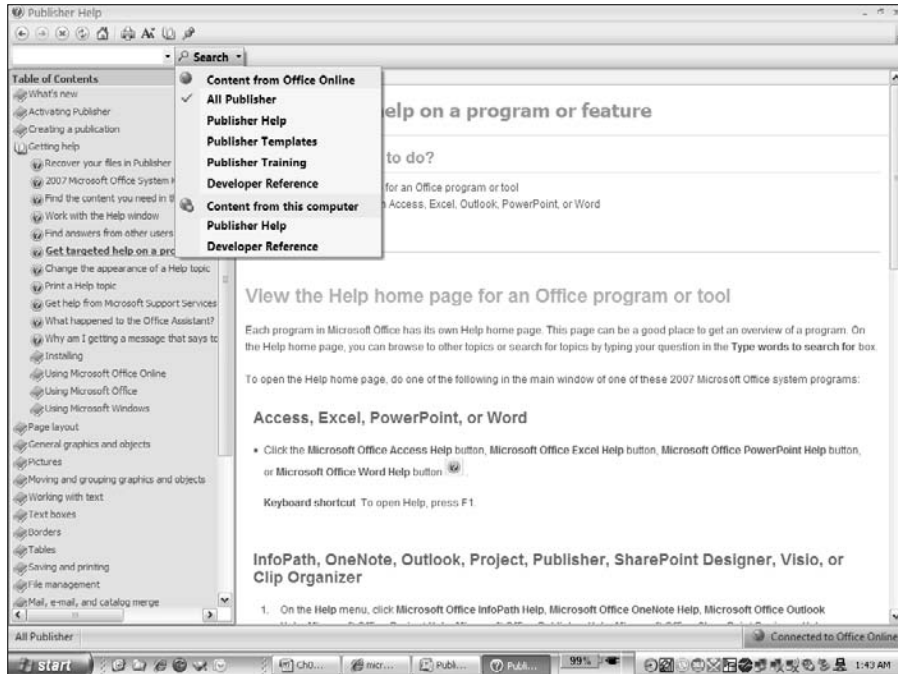 Publisher Help
Search
Table of Contents
What's new
Activating Publisher
Creating a publication
Getting help
Recover your files in Publisher
2007 Microsoft Office System
Find the content you need in
Work with the Help window
Find answers from other users
Get targeted help on a pro
Change the appearance of a Help topic
Print a Help topic
Get help from Microsoft Support Services
What happened to the Office Assistant?
Why am I getting a message that says to
Installing
Using Microsoft Office Online
Using Microsoft Office
Using Microsoft Windows
Page layout
General graphics and objects
Pictures
Moving and grouping graphics and objects
Working with text
Text boxes
Borders
Tables
Saving and printing
File management
Mail, e-mail, and catalog merge
Content from Office Online
All Publisher
Publisher Help
Publisher Templates
Publisher Training
Developer Reference
Content from this computer
Publisher Help
Developer Reference
elp on a program or feature
to do?
for an Office program or tool
Access, Excel, Outlook, PowerPoint, or Word
View the Help home page for an Office program or tool
Each program in Microsoft Office has its own Help home page. This page can be a good place to get an overview of a program. On
the Help home page, you can browse to other topics or search for topics by typing your question in the Type words to search for box.
To open the Help home page, do one of the following in the main window of one of these 2007 Microsoft Office system programs:
Access, Excel, PowerPoint, or Word
• Click the Microsoft Office Access Help button, Microsoft Office Excel Help button, Microsoft Office PowerPoint Help button,
or Microsoft Office Word Help button .
Keyboard shortcut To open Help, press F1.
InfoPath, OneNote, Outlook, Project, Publisher, SharePoint Designer, Visio, or
Clip Organizer
1. On the Help menu, click Microsoft Office InfoPath Help, Microsoft Office OneNote Help, Microsoft Office Outlook
All Publisher
Connected to Office Online
start
Ch0...
micr...
Publ...
Publi...
99%
1:43 AM